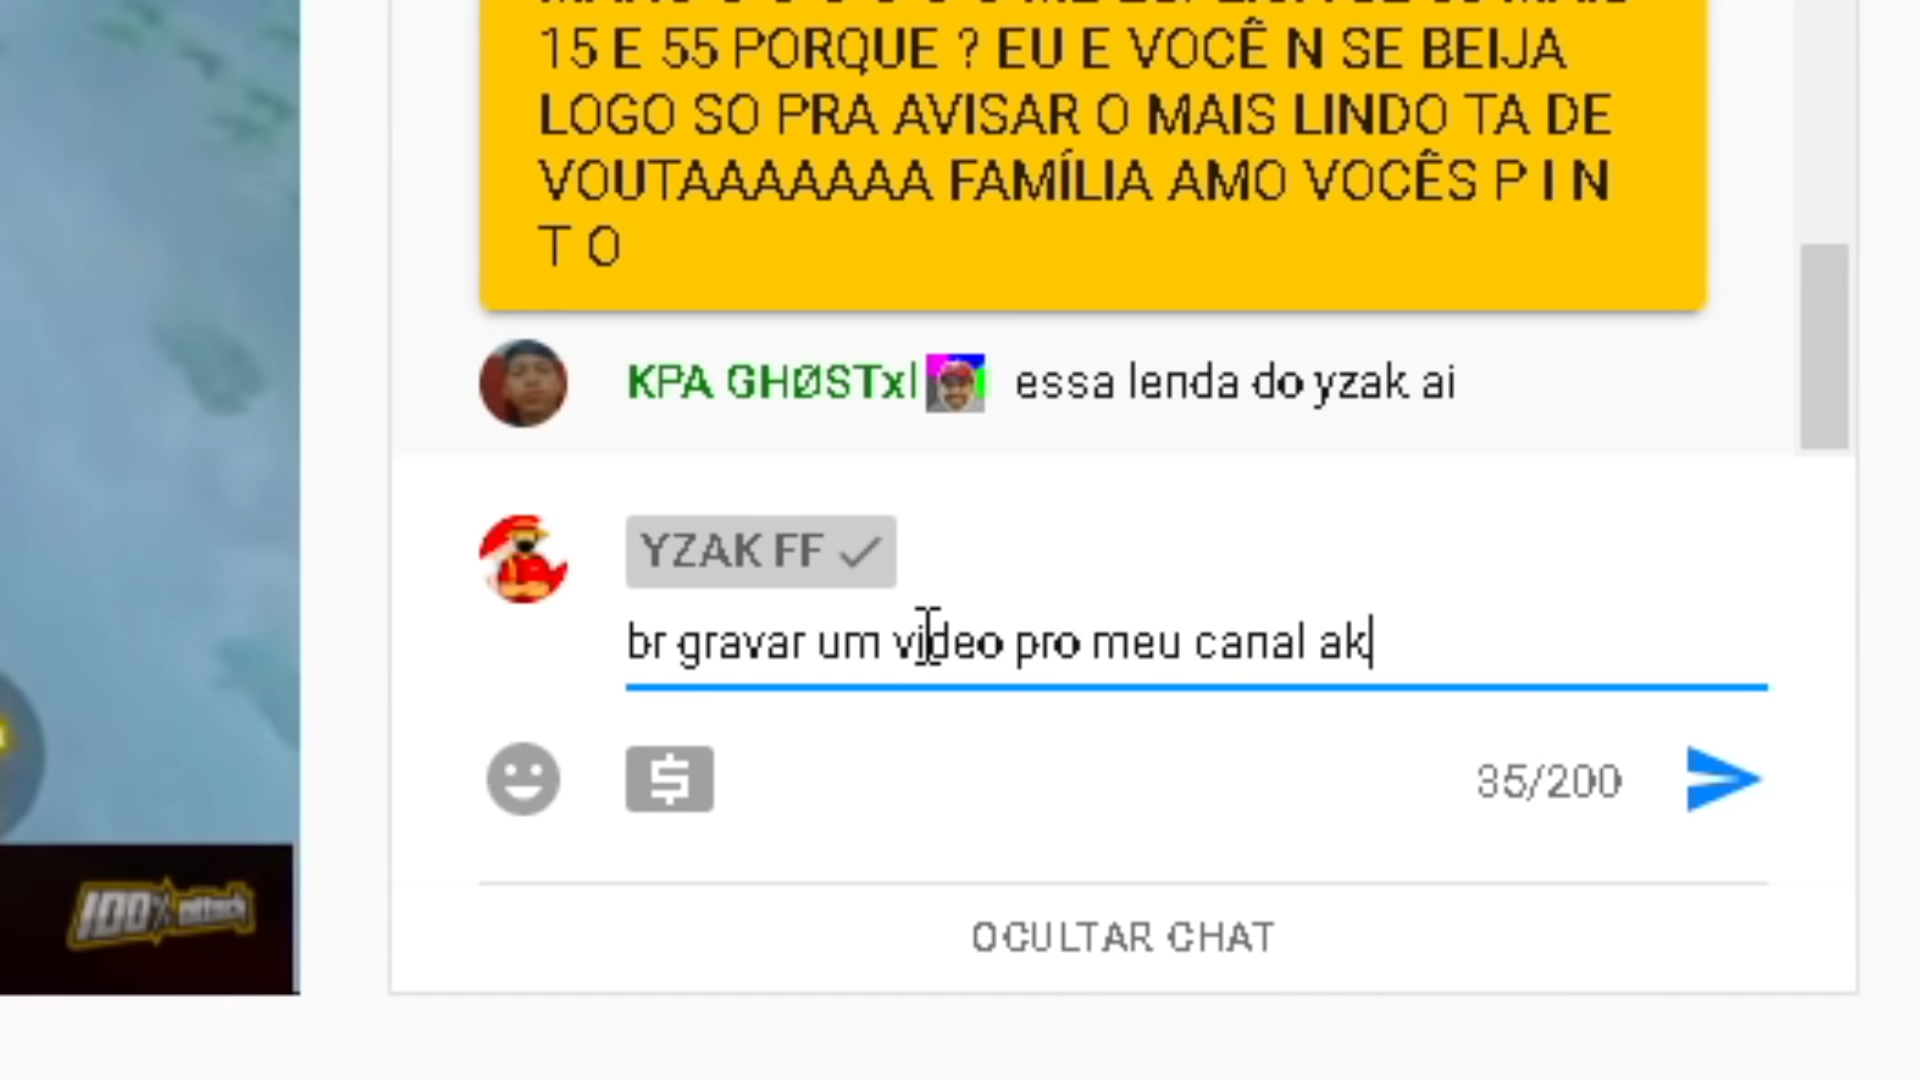 15 E 55 PORQUE ? EU E VOCÊ N SE BEIJA
LOGO SO PRA AVISAR O MAIS LINDO TA DE
VOUTAAAAAAA FAMÍLIA AMO VOCÊS P I N
T O
KPA GHØSTxl essa lenda do yzak ai
YZAK FF
br gravar um video pro meu canal ak
35/200
100% attack
OCULTAR CHAT